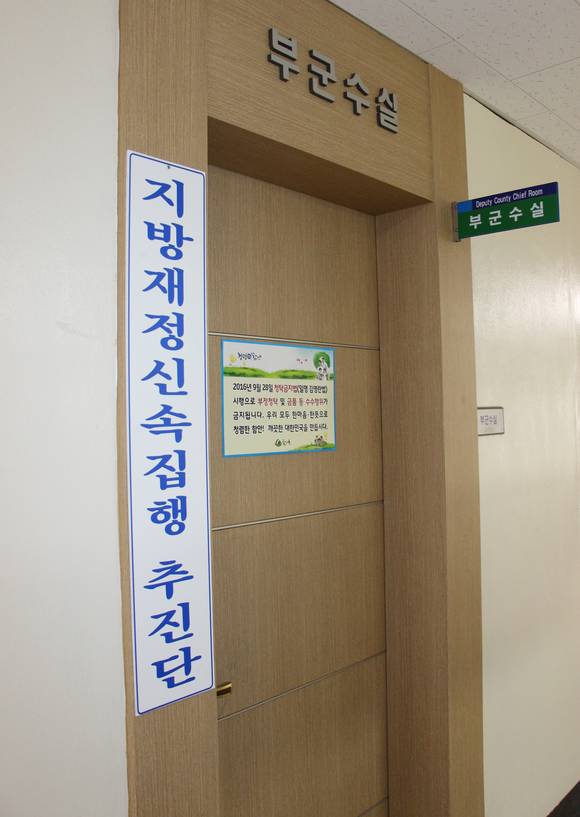 부군수실
Deputy County Chief Room
부군수실
지방재정신속집행 추진단
2016년 9월 28일 청탁금지법(일명 김영란법)
시행으로 부정청탁 및 금품 등 수수행위가
금지됩니다. 우리 모두 한마음·한뜻으로
청렴한 함안! 깨끗한 대한민국을 만듭시다.
부군수실